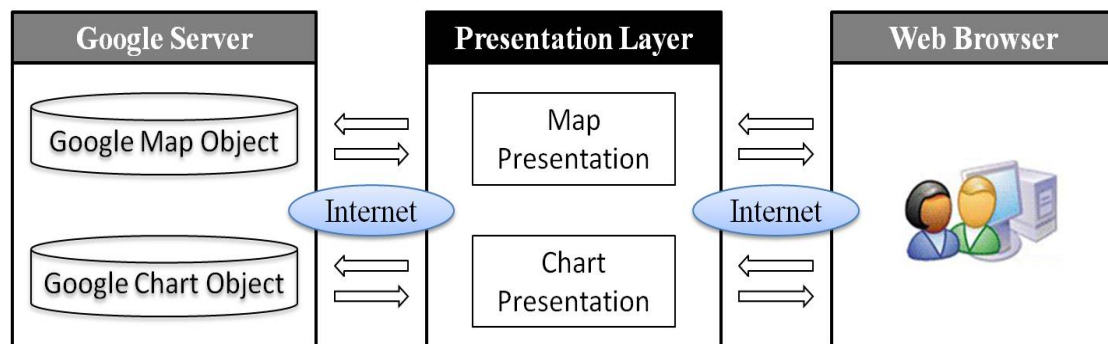 Google Server
Presentation Layer
Web Browser
Google Map Object
Map
Presentation
Internet
Internet
Google Chart Object
Chart
Presentation